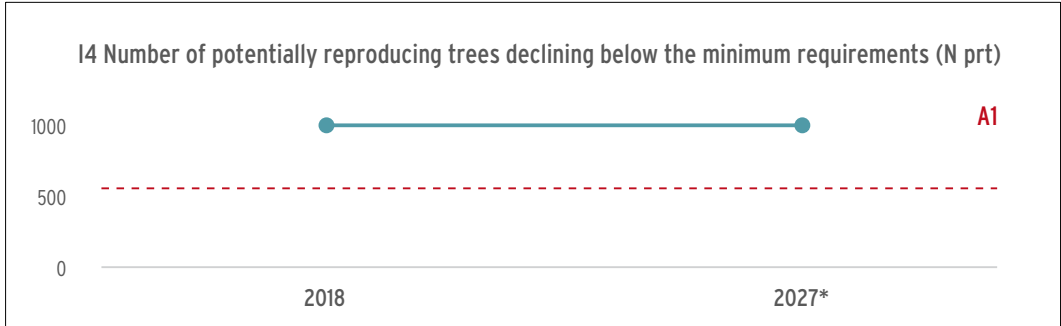 I4 Number of potentially reproducing trees declining below the minimum requirements (N prt)
A1
1000
500
0
2018 2027*